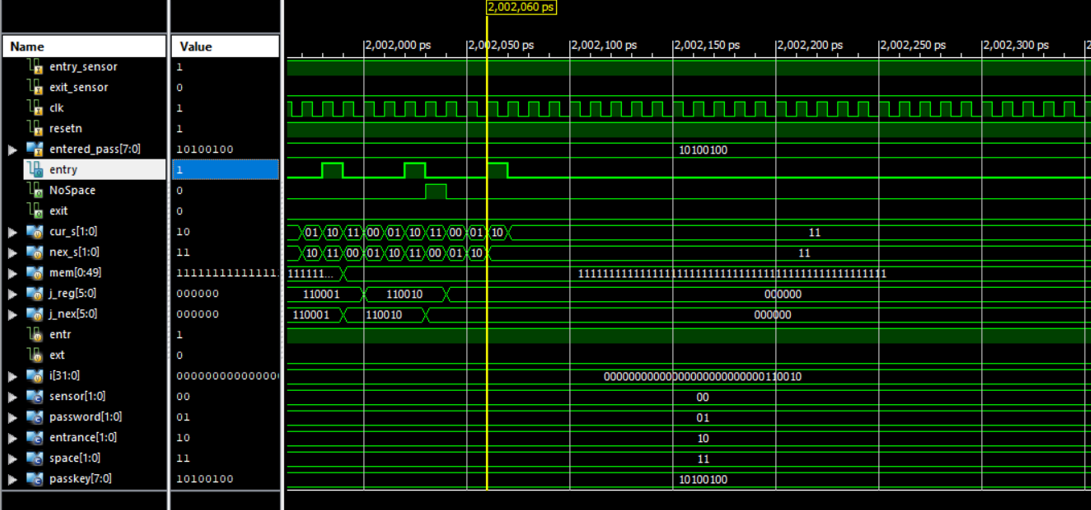 2,002,060 ps
Name Value 2,002,000 ps 2,002,050 ps 2,002,100 ps 2,002,150 ps 2,002,200 ps 2,002,250 ps 2,002,300 ps
entry_sensor 1
exit_sensor 0
clk 1
resetn 1
entered_pass[7:0] 10100100 10100100
entry 1
NoSpace 0
exit 0
cur_s[1:0] 10 01 10 11 00 01 10 11 00 01 10 11
nex_s[1:0] 11 10 11 00 01 10 11 00 01 10 11
mem[0:49] 1111111111111111 111111... 11111111111111111111111111111111111111111111111111
j_reg[5:0] 000000 110001 110010 000000
j_nex[5:0] 000000 110001 110010 000000
entr 1
ext 0
i[31:0] 0000000000000000 00000000000000000000000000110010
sensor[1:0] 00 00
password[1:0] 01 01
entrance[1:0] 10 10
space[1:0] 11 11
passkey[7:0] 10100100 10100100